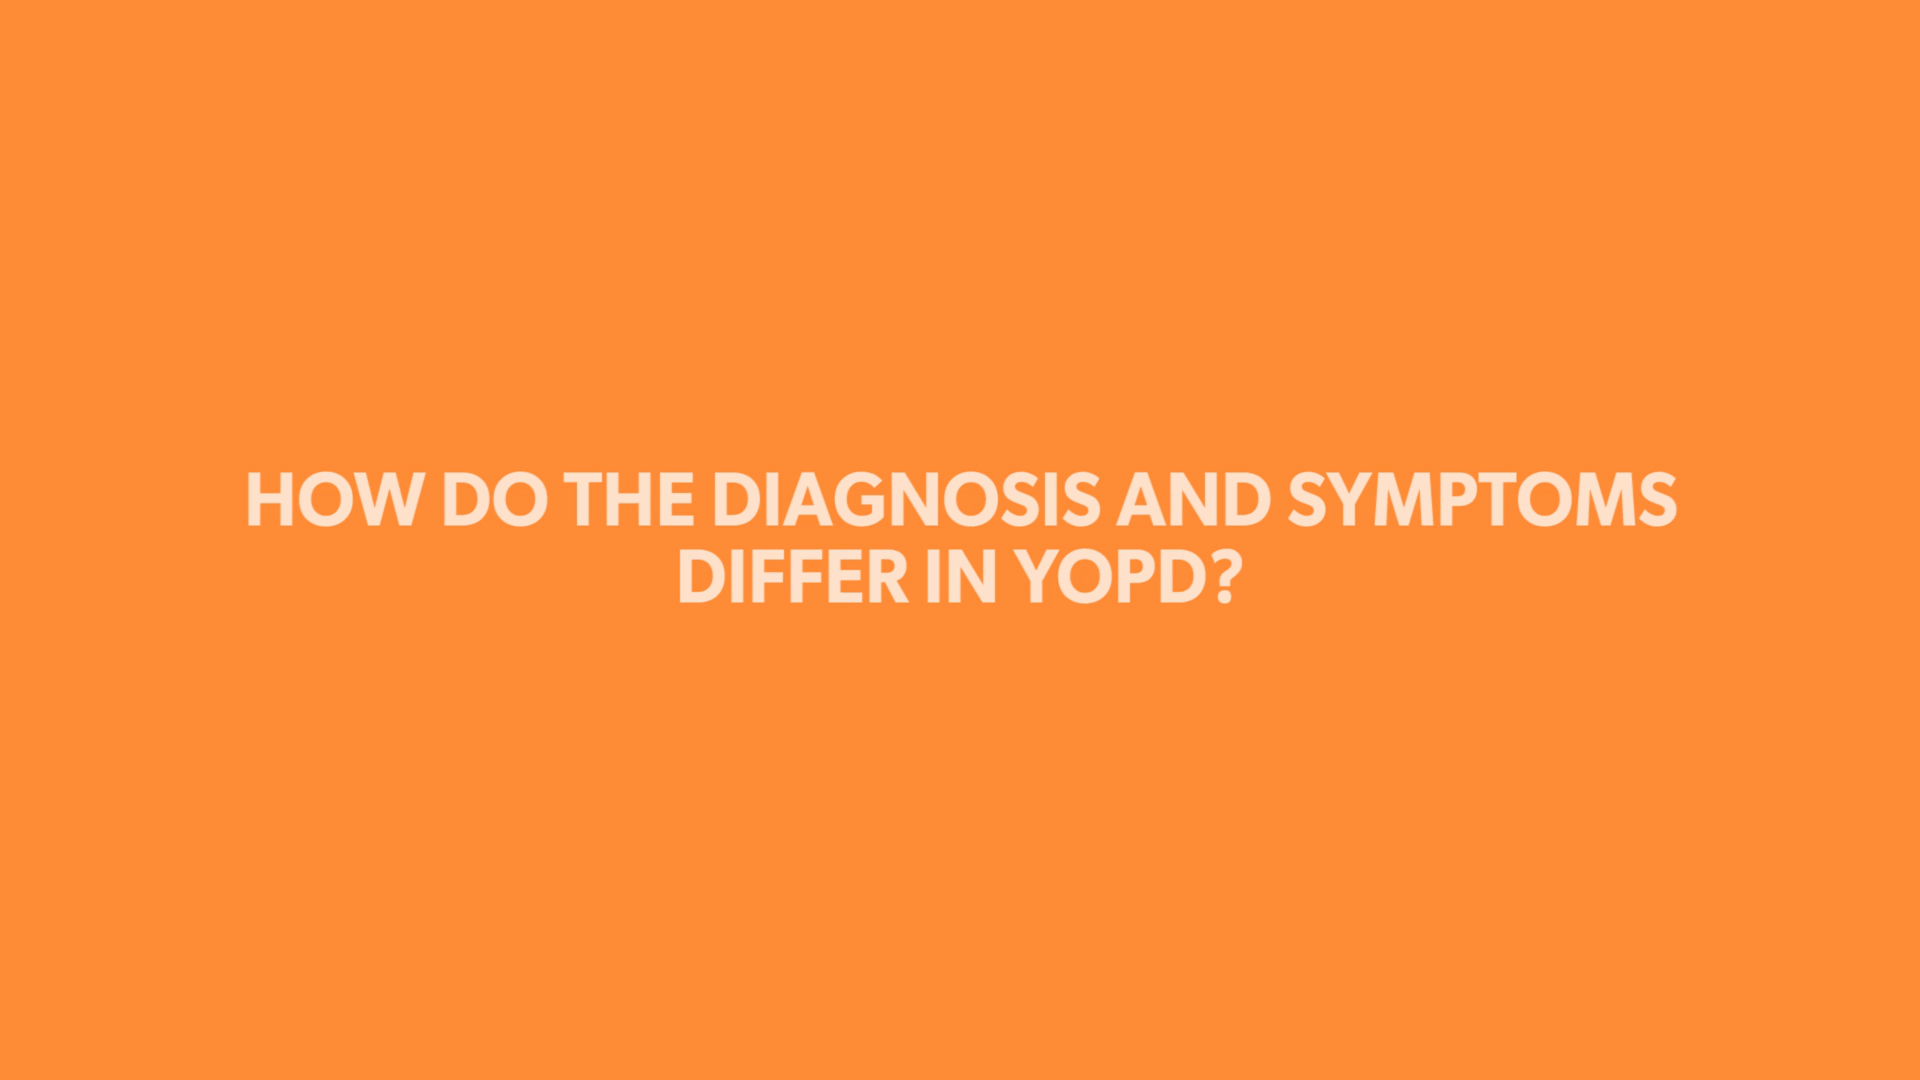 HOW DO THE DIAGNOSIS AND SYMPTOMS
DIFFER IN YOPD?